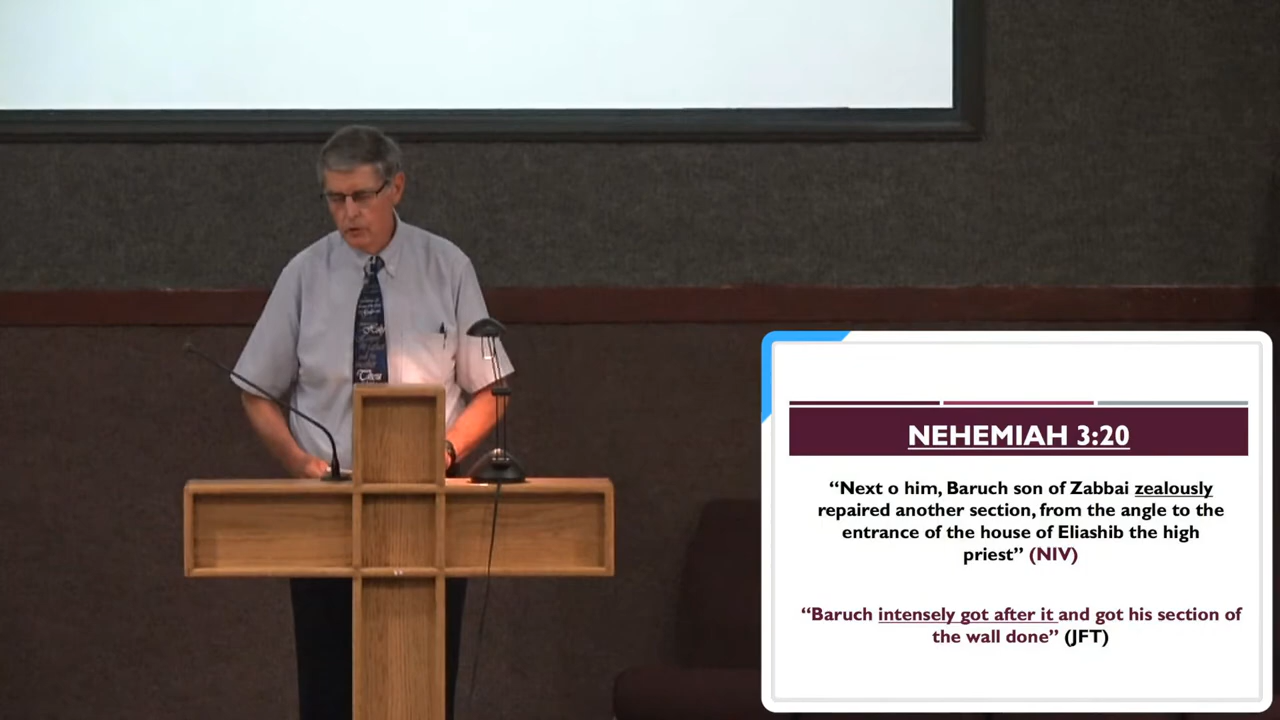 Holy
Thou
NEHEMIAH 3:20
“Next o him, Baruch son of Zabbai zealously
repaired another section, from the angle to the
entrance of the house of Eliashib the high
priest” (NIV)
“Baruch intensely got after it and got his section of
the wall done” (JFT)